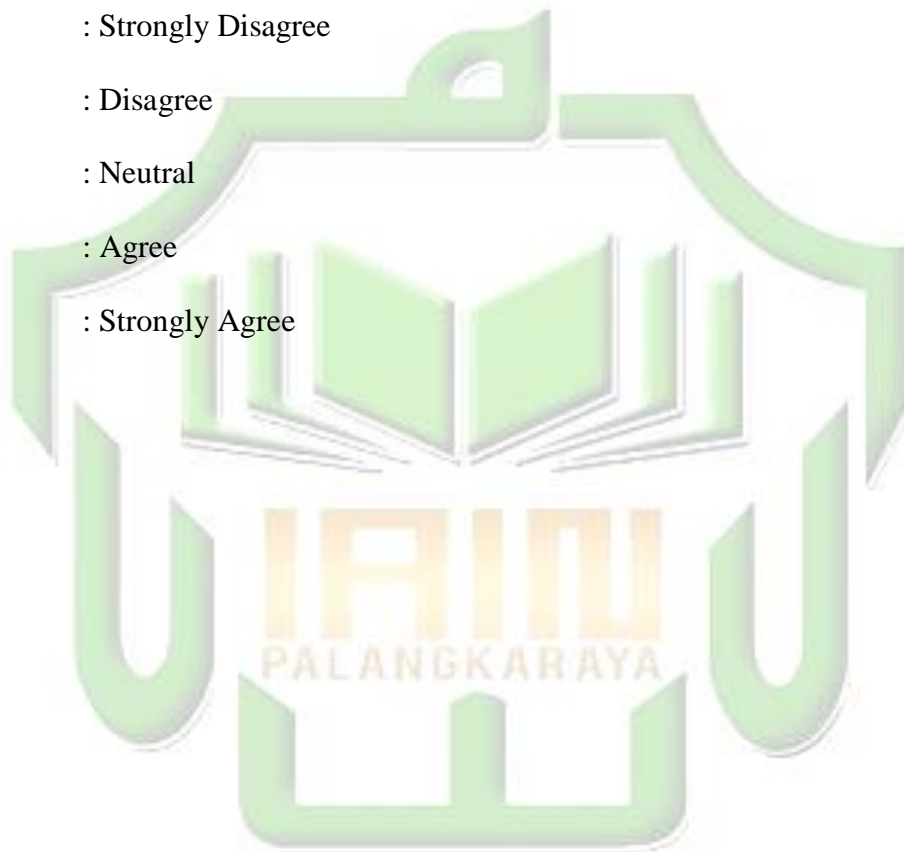 : Strongly Disagree
: Disagree
: Neutral
: Agree
: Strongly Agree
IAIN
PALANGKARAYA